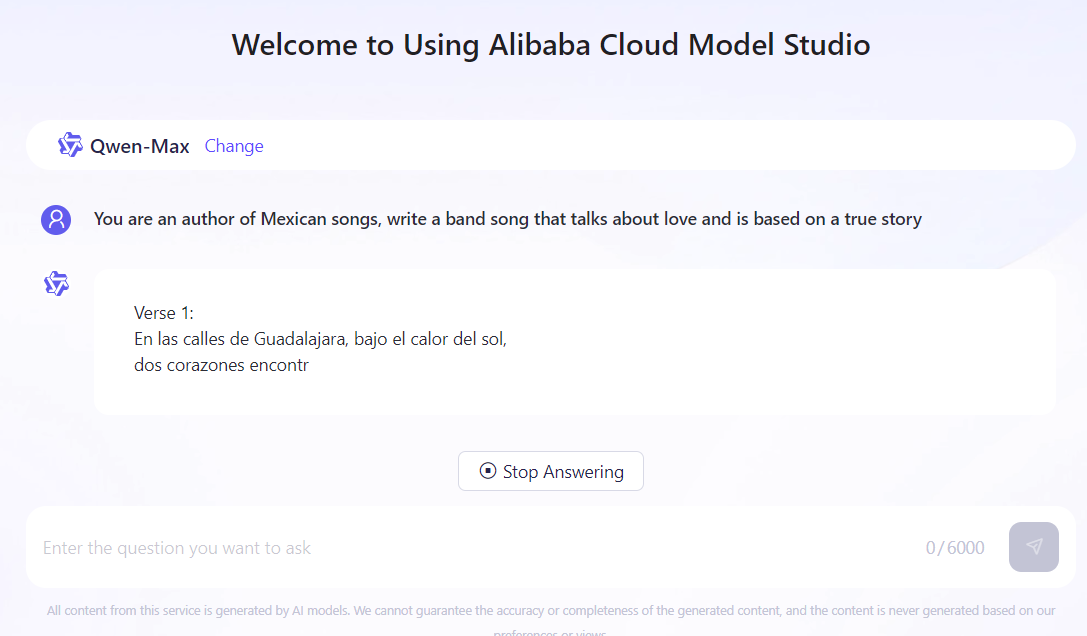 Welcome to Using Alibaba Cloud Model Studio
Qwen-Max Change
You are an author of Mexican songs, write a band song that talks about love and is based on a true story
Verse 1:
En las calles de Guadalajara, bajo el calor del sol,
dos corazones encontr
Stop Answering
Enter the question you want to ask 0/6000
All content from this service is generated by AI models. We cannot guarantee the accuracy or completeness of the generated content, and the content is never generated based on our
preferences or views.